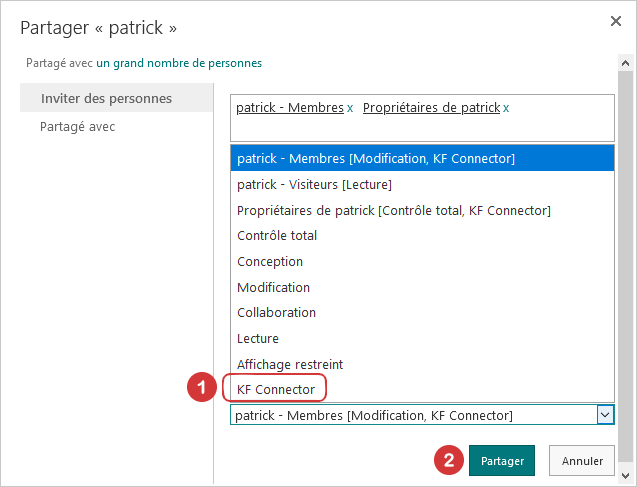 Partager « patrick »
Partagé avec un grand nombre de personnes
Inviter des personnes
Partagé avec
patrick - Membres x Propriétaires de patrick x
patrick - Membres [Modification, KF Connector]
patrick - Visiteurs [Lecture]
Propriétaires de patrick [Contrôle total, KF Connector]
Contrôle total
Conception
Modification
Collaboration
Lecture
Affichage restreint
1 KF Connector
patrick - Membres [Modification, KF Connector]
2 Partager Annuler